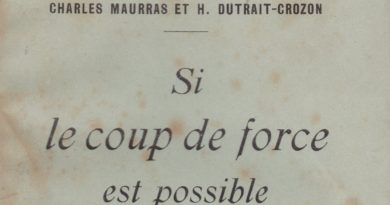 CHARLES MAURRAS ET H. DUTRAIT-CROZON
Si
le coup de force
est possible